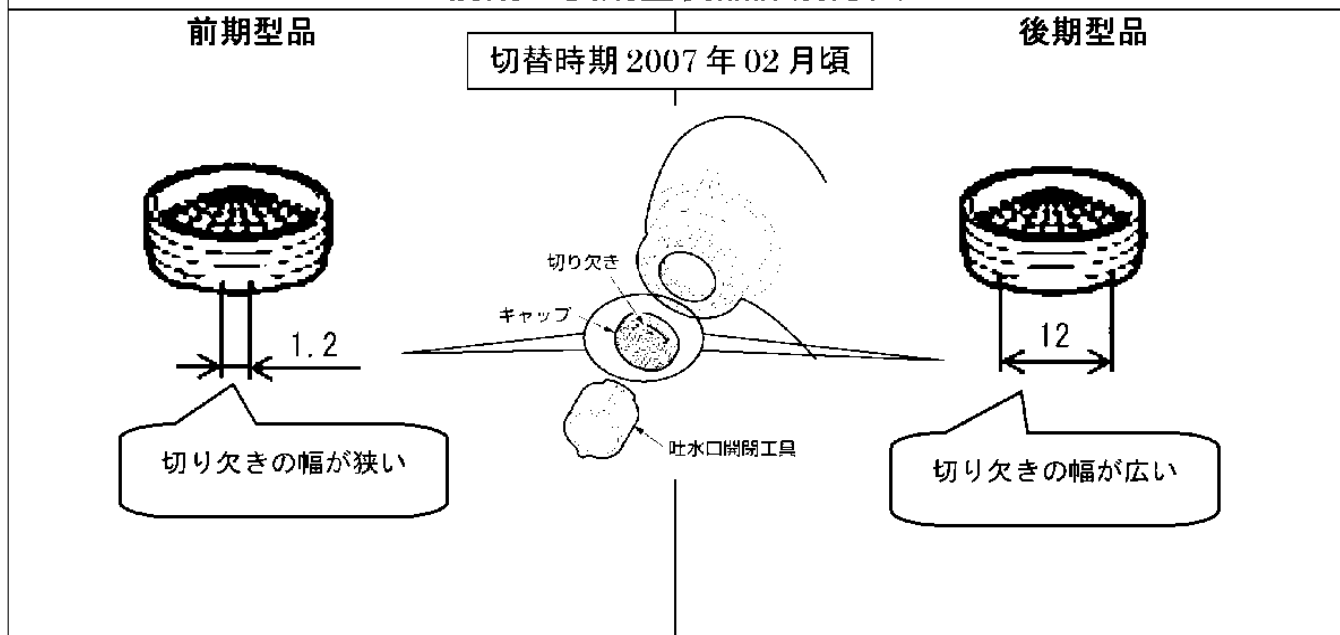 前期型品
後期型品
切替時期 2007 年 02 月頃
切り欠き
キャップ
1.2
12
吐水口開閉工具
切り欠きの幅が狭い
切り欠きの幅が広い